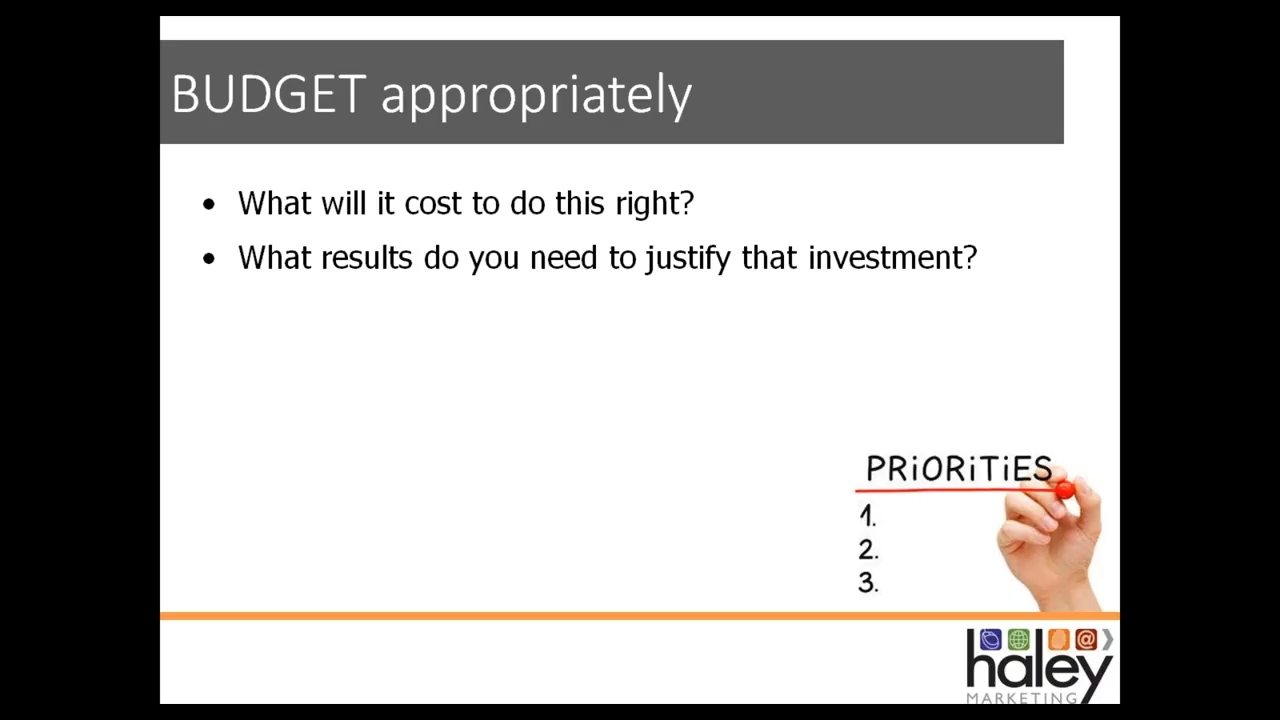 BUDGET appropriately
• What will it cost to do this right?
• What results do you need to justify that investment?
PRiORiTiES
1.
2.
3.
@
haley
MARKETING